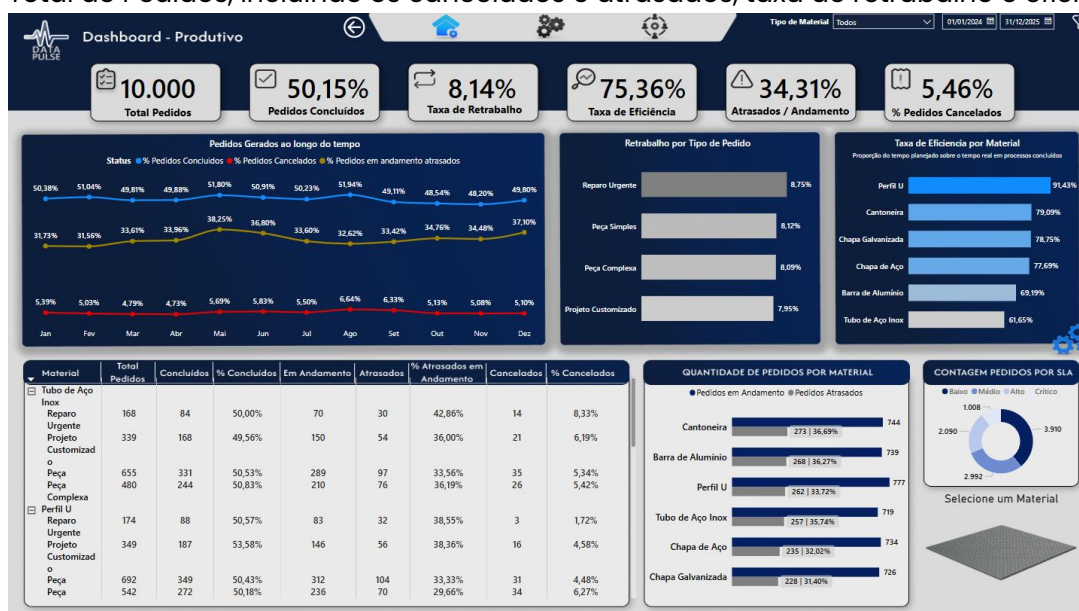 Total de Pedidos, incluindo os cancelados e atrasados, taxa de retrabalho e
DATA
PULSE
Dashboard - Produtivo
Tipo de Material Todos 01/01/2024 31/12/2025
10.000
Total Pedidos
50,15%
Pedidos Concluídos
8,14%
Taxa de Retrabalho
75,36%
Taxa de Eficiência
34,31%
Atrasados / Andamento
5,46%
% Pedidos Cancelados
Pedidos Gerados ao longo do tempo
Status % Pedidos Concluidos % Pedidos Cancelados % Pedidos em andamento atrasados
50,38% 51,04% 49,81% 49,88% 51,80% 50,91% 50,23% 51,94% 49,11% 48,54% 48,20% 49,80%
31,73% 31,56% 33,61% 33,96% 38,25% 36,80% 33,60% 32,62% 33,42% 34,76% 34,48% 37,10%
5,39% 5,03% 4,79% 4,73% 5,69% 5,83% 5,50% 6,64% 6,33% 5,13% 5,08% 5,10%
Jan Fev Mar Abr Mai Jun Jul Ago Set Out Nov Dez
Retrabalho por Tipo de Pedido
Reparo Urgente 8,75%
Peça Simples 8,12%
Peça Complexa 8,09%
Projeto Customizado 7,95%
Taxa de Eficiencia por Material
Proporção do tempo planejado sobre o tempo real em processos concluídos
Perfil U 91,43%
Cantoneira 79,09%
Chapa Galvanizada 78,75%
Chapa de Aço 77,69%
Barra de Alumínio 69,19%
Tubo de Aço Inox 61,65%
Material Total Pedidos Concluídos % Concluídos Em Andamento Atrasados % Atrasados em Andamento Cancelados % Cancelados
Tubo de Aço
Inox
Reparo 168 84 50,00% 70 30 42,86% 14 8,33%
Urgente
Projeto 339 168 49,56% 150 54 36,00% 21 6,19%
Customizad
o
Peça 655 331 50,53% 289 97 33,56% 35 5,34%
Peça 480 244 50,83% 210 76 36,19% 26 5,42%
Complexa
Perfil U
Reparo 174 88 50,57% 83 32 38,55% 3 1,72%
Urgente
Projeto 349 187 53,58% 146 56 38,36% 16 4,58%
Customizad
o
Peça 692 349 50,43% 312 104 33,33% 31 4,48%
Peça 542 272 50,18% 236 70 29,66% 34 6,27%
QUANTIDADE DE PEDIDOS POR MATERIAL
Pedidos em Andamento Pedidos Atrasados
Cantoneira 744
273 | 36,69%
Barra de Alumínio 739
268 | 36,27%
Perfil U 777
262 | 33,72%
Tubo de Aço Inox 719
257 | 35,74%
Chapa de Aço 734
235 | 32,02%
Chapa Galvanizada 726
228 | 31,40%
CONTAGEM PEDIDOS POR SLA
Baixo Médio Alto Crítico
1.008
2.090 3.910
2.992
Selecione um Material